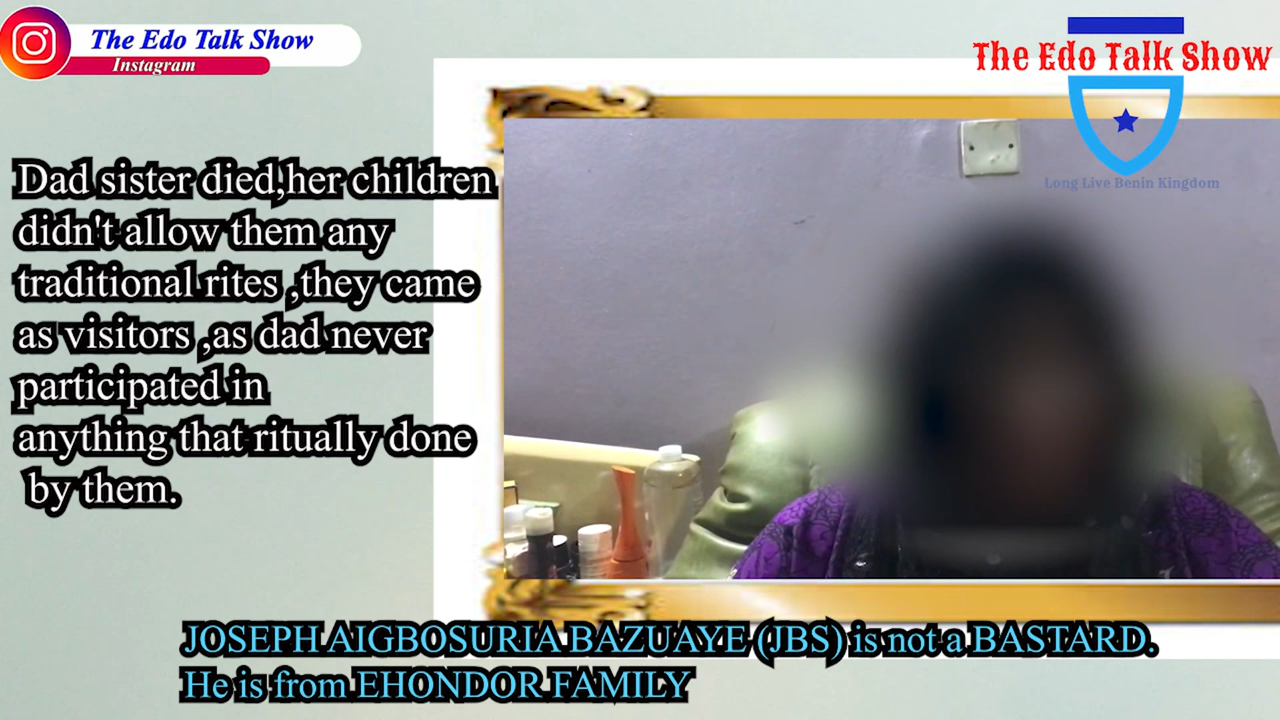 The Edo Talk Show
Instagram
The Edo Talk Show
Long Live Benin Kingdom
Dad sister died,her children
didn't allow them any
traditional rites ,they came
as visitors ,as dad never
participated in
anything that ritually done
by them.
JOSEPH AIGBOSURIA BAZUAYE (JBS) is not a BASTARD.
He is from EHONDOR FAMILY